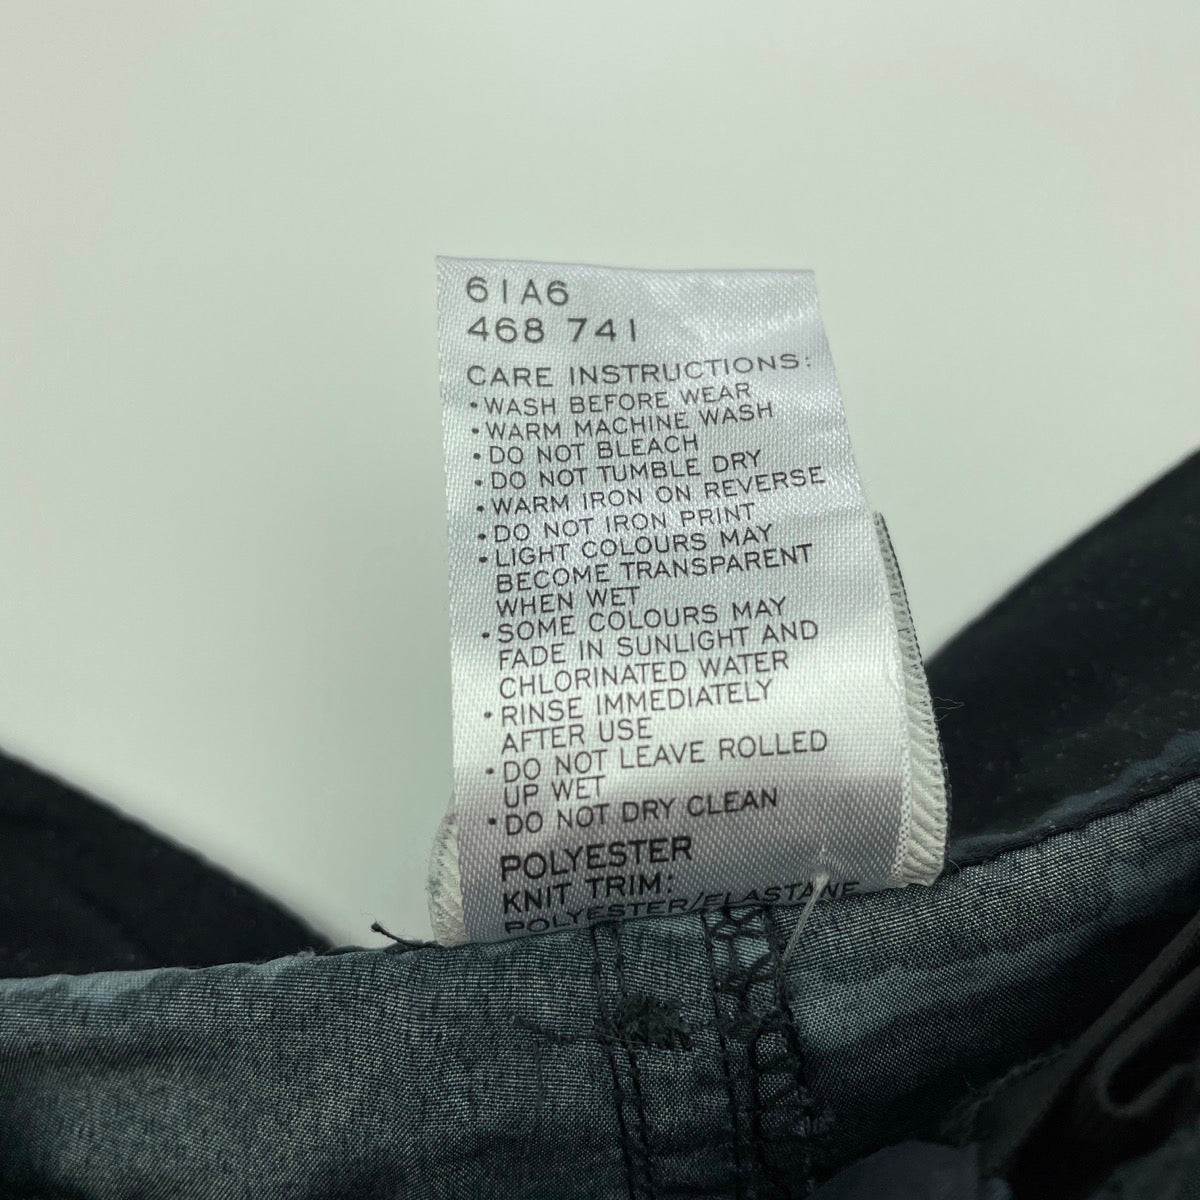 61A6
468 741
CARE INSTRUCTIONS:
•WASH BEFORE WEAR
•WARM MACHINE WASH
•DO NOT BLEACH
•DO NOT TUMBLE DRY
•WARM IRON ON REVERSE
•DO NOT IRON PRINT
•LIGHT COLOURS MAY
BECOME TRANSPARENT
WHEN WET
•SOME COLOURS MAY
FADE IN SUNLIGHT AND
CHLORINATED WATER
•RINSE IMMEDIATELY
AFTER USE
•DO NOT LEAVE ROLLED
UP WET
•DO NOT DRY CLEAN
POLYESTER
KNIT TRIM:
POLYESTER/ELASTANE